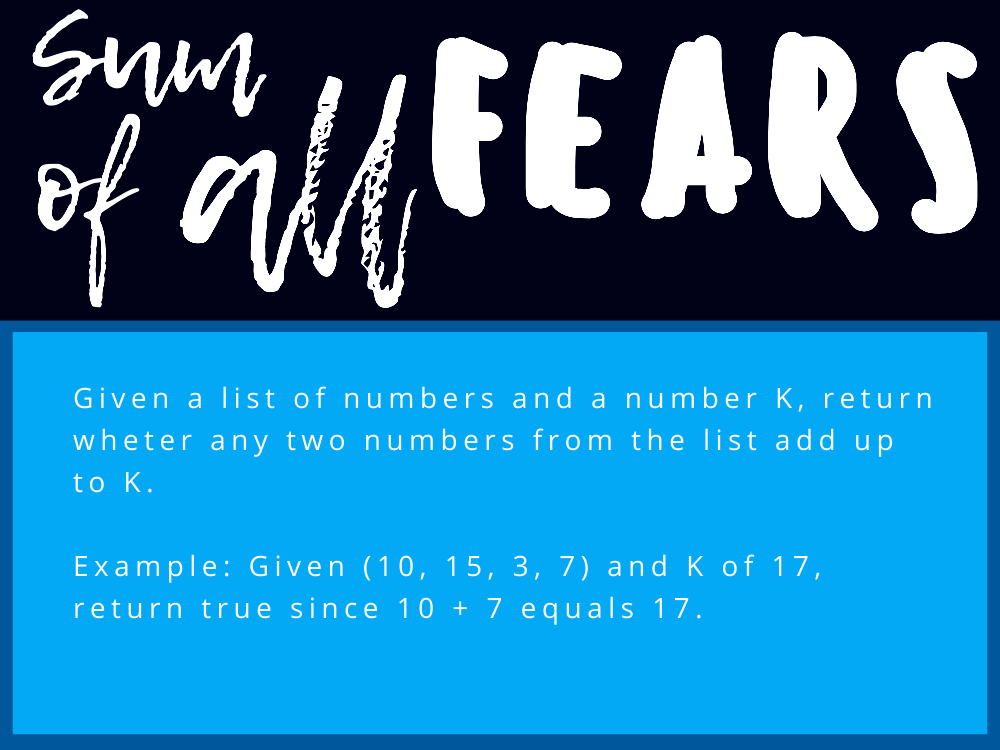 sum
of all FEARS
Given a list of numbers and a number K, return
wheter any two numbers from the list add up
to K.
Example: Given (10, 15, 3, 7) and K of 17,
return true since 10 + 7 equals 17.